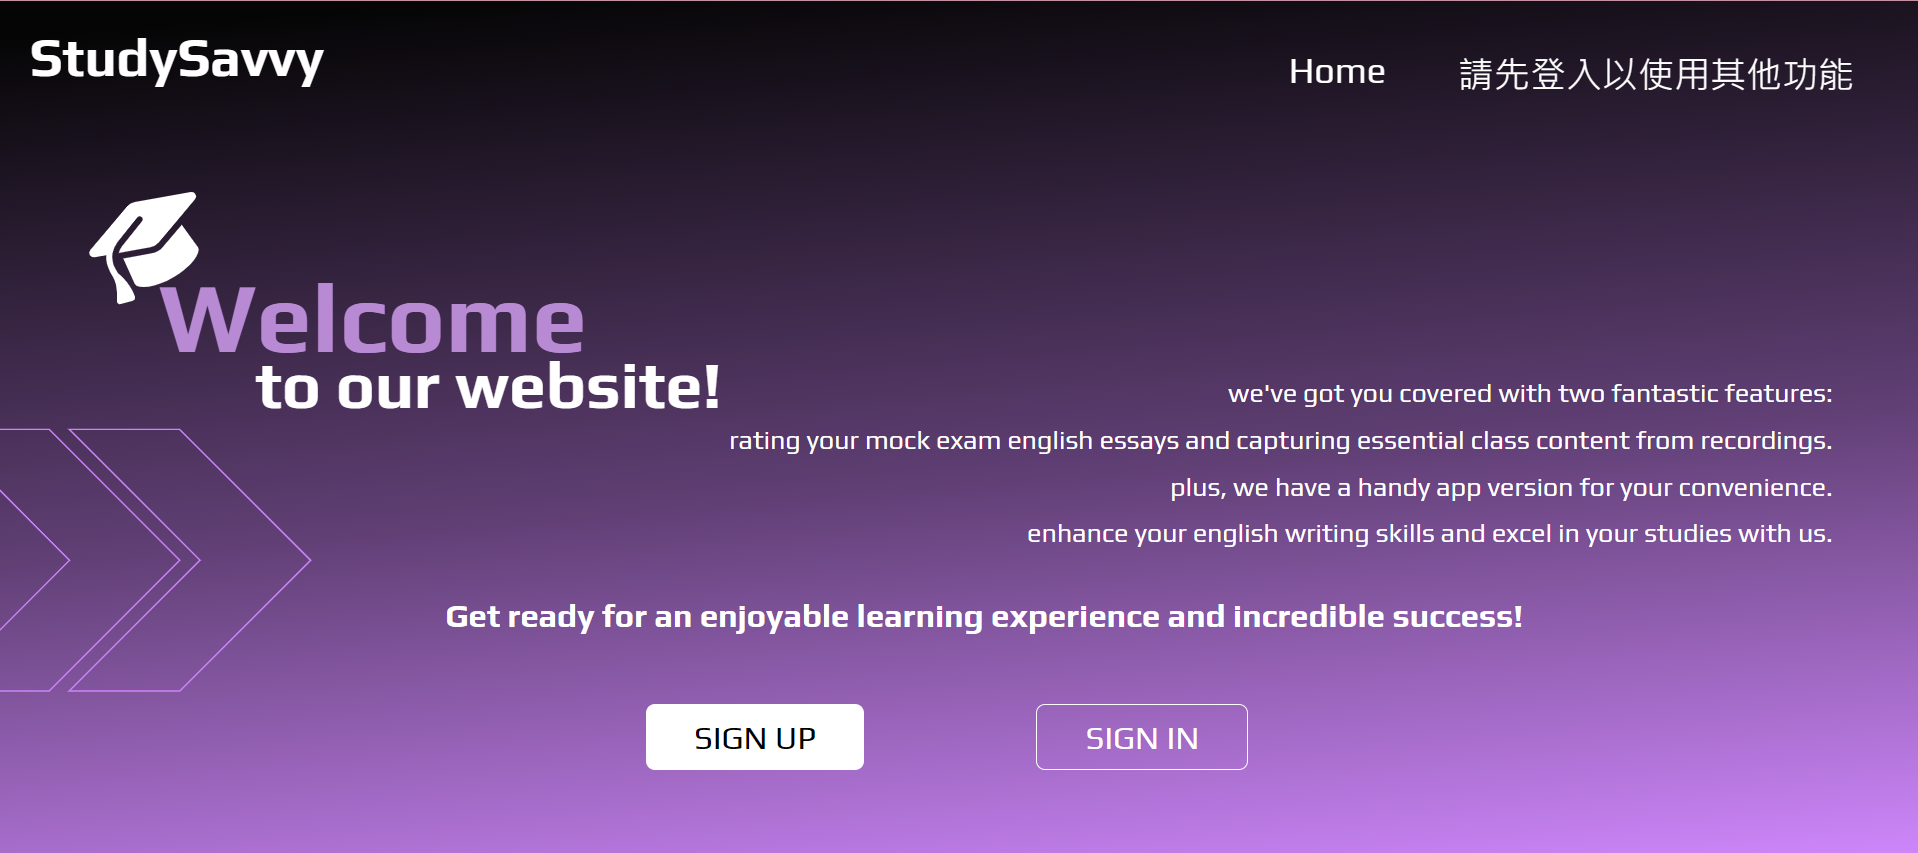 StudySavvy
Home
請先登入以使用其他功能
Welcome
to our website!
we've got you covered with two fantastic features:
rating your mock exam english essays and capturing essential class content from recordings.
plus, we have a handy app version for your convenience.
enhance your english writing skills and excel in your studies with us.
Get ready for an enjoyable learning experience and incredible success!
SIGN UP
SIGN IN